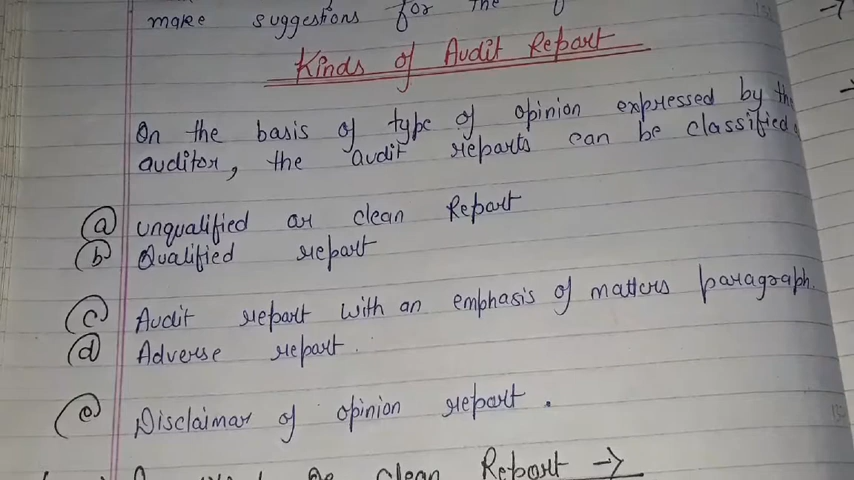 make suggestions for the
Kinds of Audit Report
On the basis of type of opinion expressed by the
auditor, the audit reports can be classified
(a) unqualified or clean Report
(b) Qualified report
(c) Audit report with an emphasis of matters paragraph.
(d) Adverse report.
(e) Disclaimar of opinion report.
clean Report →